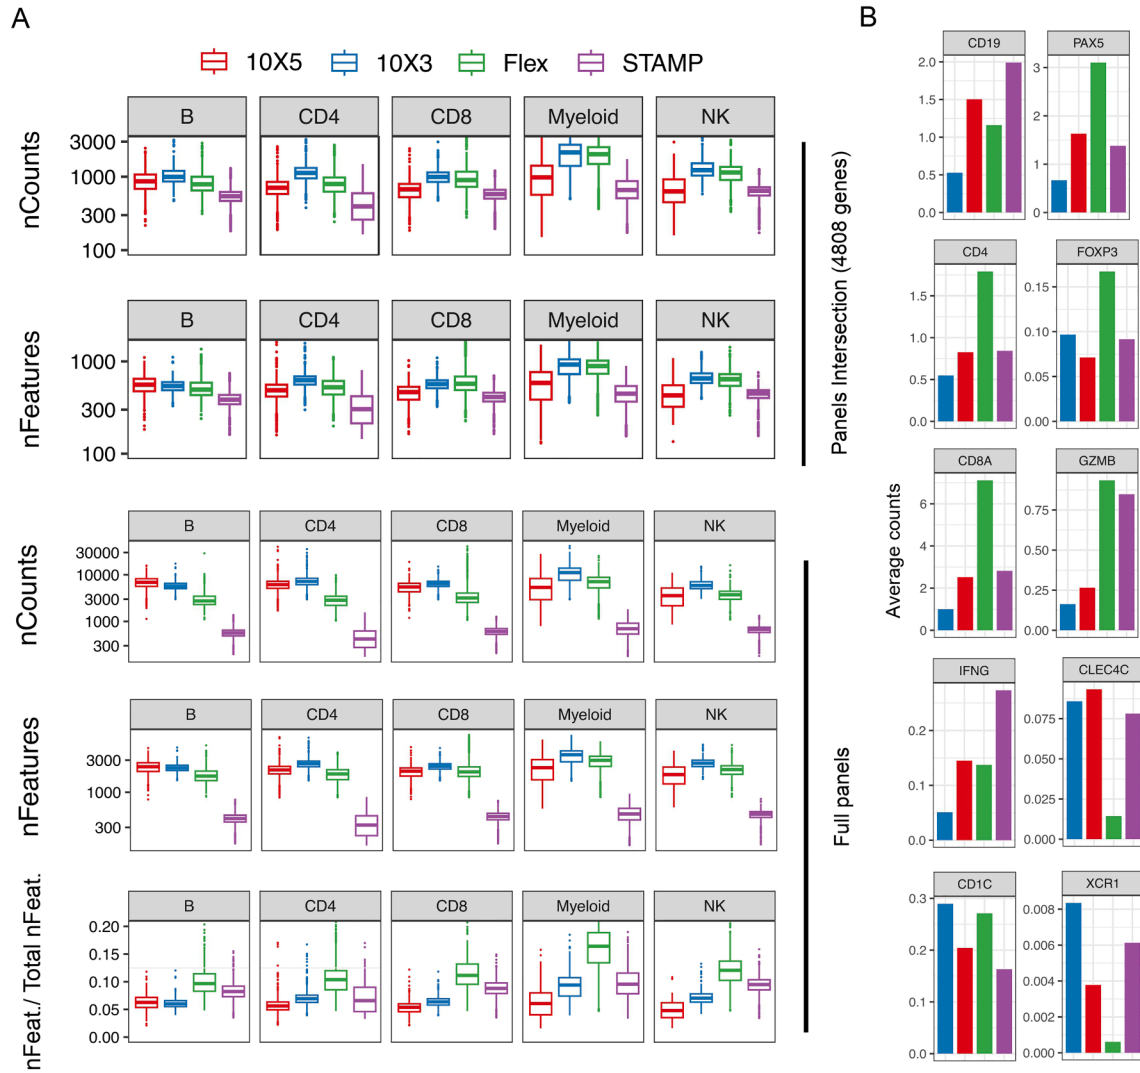 A
B
10X5 10X3 Flex STAMP
B CD4 CD8 Myeloid NK
nCounts
3000
1000
300
100
B CD4 CD8 Myeloid NK
nFeatures
1000
300
100
Panels Intersection (4808 genes)
B CD4 CD8 Myeloid NK
nCounts
30000
10000
3000
1000
300
B CD4 CD8 Myeloid NK
nFeatures
3000
1000
300
B CD4 CD8 Myeloid NK
nFeat./ Total nFeat.
0.20
0.15
0.10
0.05
0.00
Full panels
Average counts
CD19
2.0
1.5
1.0
0.5
0.0
PAX5
3
2
1
0
CD4
1.5
1.0
0.5
0.0
FOXP3
0.15
0.10
0.05
0.00
CD8A
6
4
2
0
GZMB
0.75
0.50
0.25
0.00
IFNG
0.2
0.1
0.0
CLEC4C
0.075
0.050
0.025
0.000
CD1C
0.3
0.2
0.1
0.0
XCR1
0.008
0.006
0.004
0.002
0.000